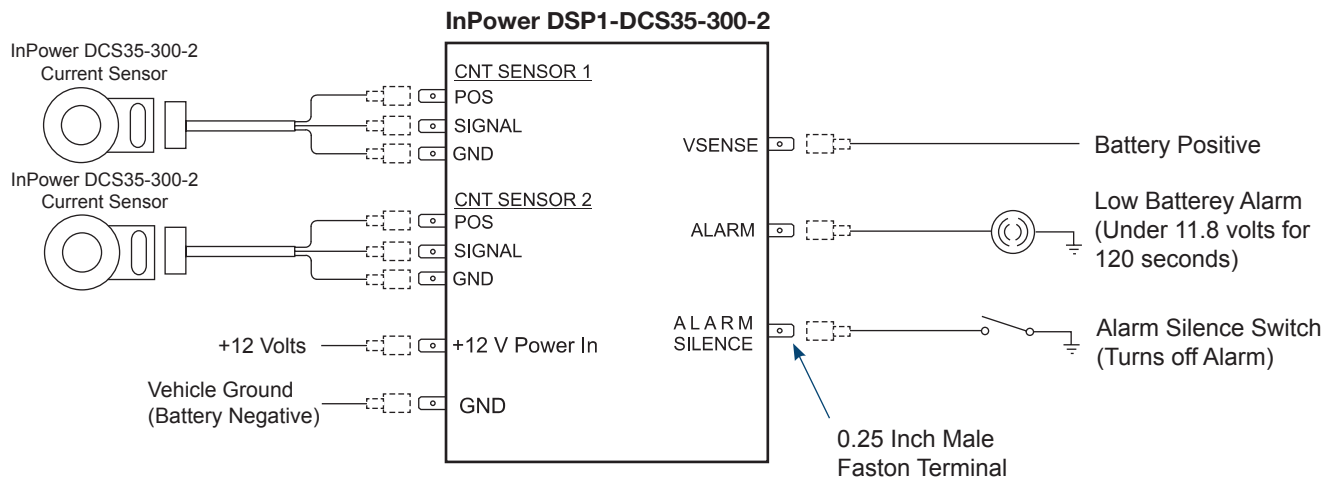 InPower DSP1-DCS35-300-2
InPower DCS35-300-2
Current Sensor
CNT SENSOR 1
POS
SIGNAL
GND
InPower DCS35-300-2
Current Sensor
CNT SENSOR 2
POS
SIGNAL
GND
+12 Volts
+12 V Power In
Vehicle Ground
(Battery Negative)
GND
VSENSE
Battery Positive
ALARM
Low Batterey Alarm
(Under 11.8 volts for
120 seconds)
ALARM
SILENCE
Alarm Silence Switch
(Turns off Alarm)
0.25 Inch Male
Faston Terminal